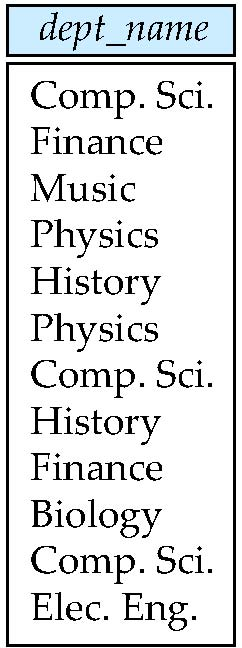 dept_name
Comp. Sci.
Finance
Music
Physics
History
Physics
Comp. Sci.
History
Finance
Biology
Comp. Sci.
Elec. Eng.